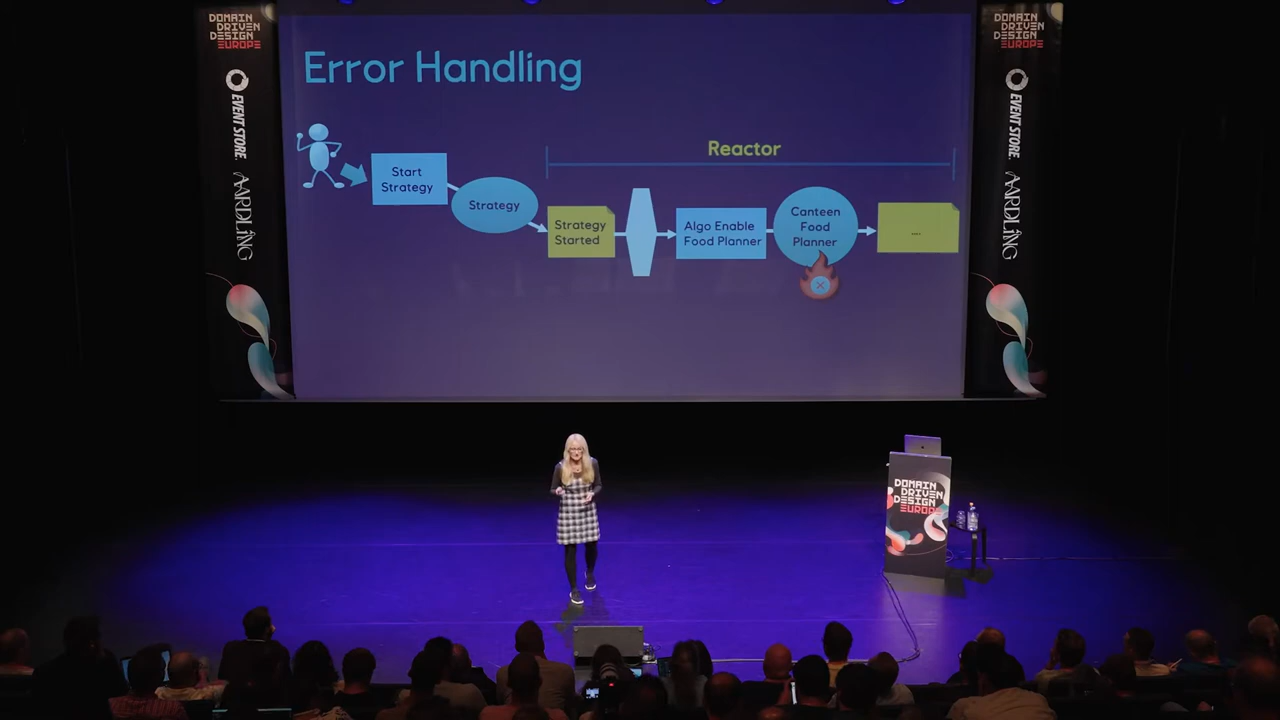 DOMAIN
DRIVEN
DESIGN
EUROPE
EVENT STORE.
AARDLING
Error Handling
Reactor
Start
Strategy
Strategy
Strategy
Started
Algo Enable
Food Planner
Canteen
Food
Planner
....
DOMAIN
DRIVEN
DESIGN
EUROPE
EVENT STORE.
AARDLING
DOMAIN
DRIVEN
DESIGN
EUROPE